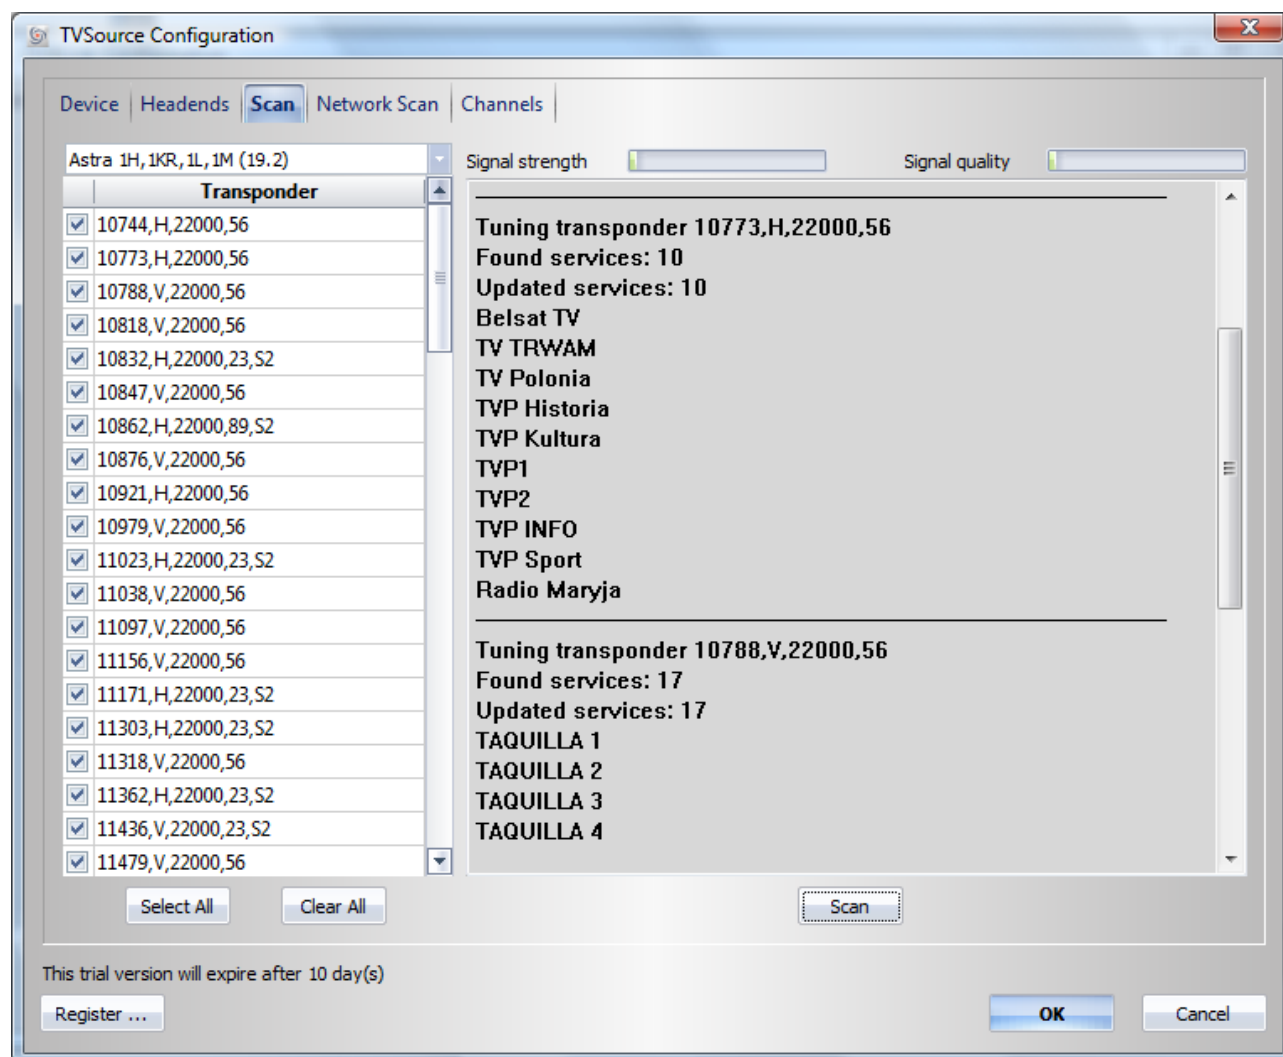 TVSource Configuration
Device Headends Scan Network Scan Channels
Astra 1H,1KR,1L,1M (19.2)
Signal strength
Signal quality
Transponder
10744,H,22000,56
10773,H,22000,56
10788,V,22000,56
10818,V,22000,56
10832,H,22000,23,S2
10847,V,22000,56
10862,H,22000,89,S2
10876,V,22000,56
10921,H,22000,56
10979,V,22000,56
11023,H,22000,23,S2
11038,V,22000,56
11097,V,22000,56
11156,V,22000,56
11171,H,22000,23,S2
11303,H,22000,23,S2
11318,V,22000,56
11362,H,22000,23,S2
11436,V,22000,23,S2
11479,V,22000,56
Select All
Clear All
Tuning transponder 10773,H,22000,56
Found services: 10
Updated services: 10
Belsat TV
TV TRWAM
TV Polonia
TVP Historia
TVP Kultura
TVP1
TVP2
TVP INFO
TVP Sport
Radio Maryja
Tuning transponder 10788,V,22000,56
Found services: 17
Updated services: 17
TAQUILLA 1
TAQUILLA 2
TAQUILLA 3
TAQUILLA 4
Scan
This trial version will expire after 10 day(s)
Register ...
OK
Cancel